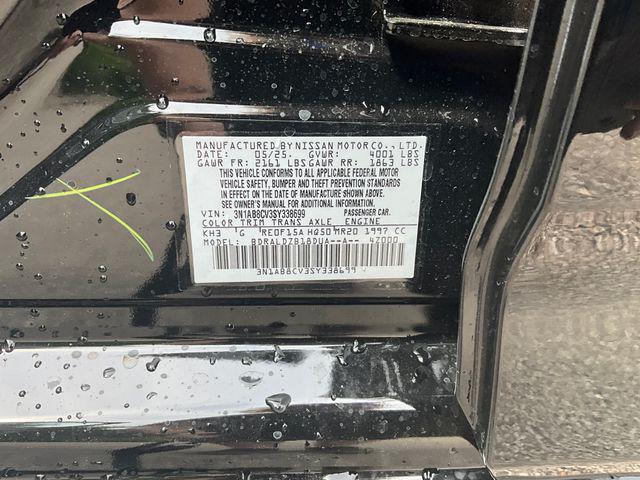 MANUFACTURED BY NISSAN MOTOR CO., LTD.
DATE: 05/25. GVWR: 4001 LBS
GAWR FR: 2161 LBS GAWR RR: 1863 LBS
THIS VEHICLE CONFORMS TO ALL APPLICABLE FEDERAL MOTOR
VEHICLE SAFETY, BUMPER AND THEFT PREVENTION STANDARDS
IN EFFECT ON THE DATE OF MANUFACTURE SHOWN ABOVE.
SEE OWNER'S MANUAL FOR ADDITIONAL INFORMATION.
VIN: 3N1AB8CV3SY338699 PASSENGER CAR.
COLOR TRIM TRANS AXLE ENGINE
KH3 G RE0F15A HQ50 MR20 1997 CC
MODEL: BDRALDZB18DUA--A-- 4Z000
3N1AB8CV3SY338699